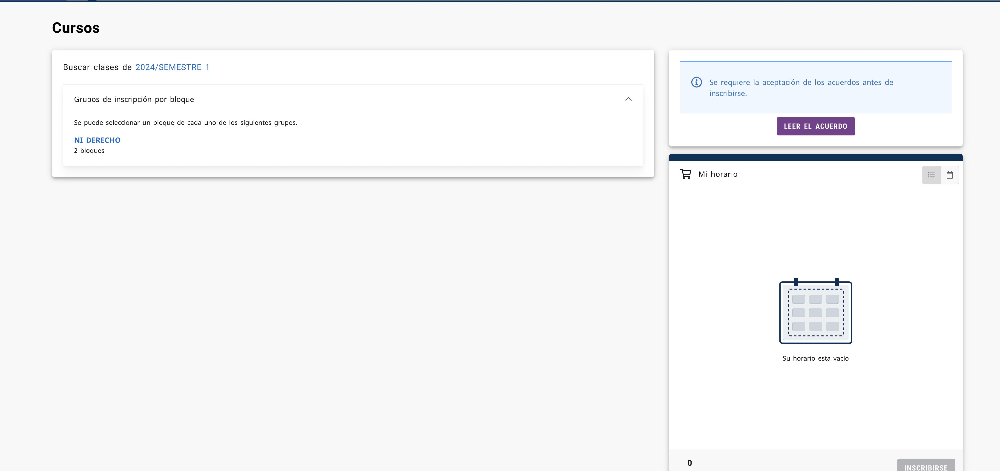 Cursos
Buscar clases de 2024/SEMESTRE 1
Grupos de inscripción por bloque
Se puede seleccionar un bloque de cada uno de los siguientes grupos.
NI DERECHO
2 bloques
Se requiere la aceptación de los acuerdos antes de
inscribirse.
LEER EL ACUERDO
Mi horario
Su horario esta vacío
0
INSCRIBIRSE